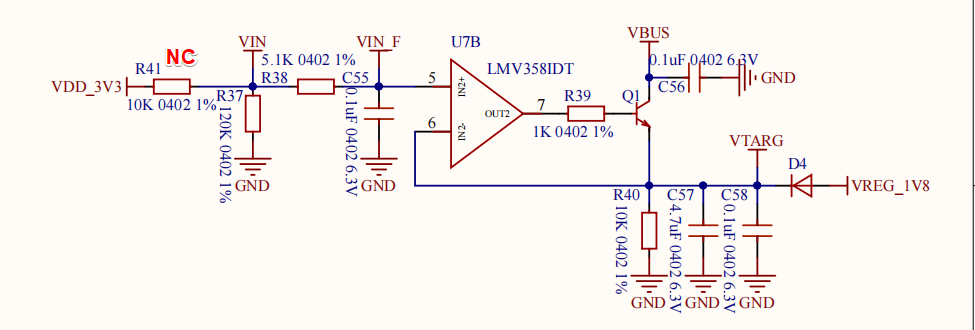 NC
VIN
VIN_F
U7B
VBUS
R41
5.1K 0402 1%
0.1uF 0402 6.3V
VDD_3V3
R38
C55
5
IN2+
LMV358IDT
C56
GND
10K 0402 1%
R37
120K 0402 1%
0.1uF 0402 6.3V
OUT2
7
R39
Q1
6
IN2-
1K 0402 1%
VTARG
D4
GND
GND
VREG_1V8
R40
C57
C58
10K 0402 1%
4.7uF 0402 6.3V
0.1uF 0402 6.3V
GND
GND
GND